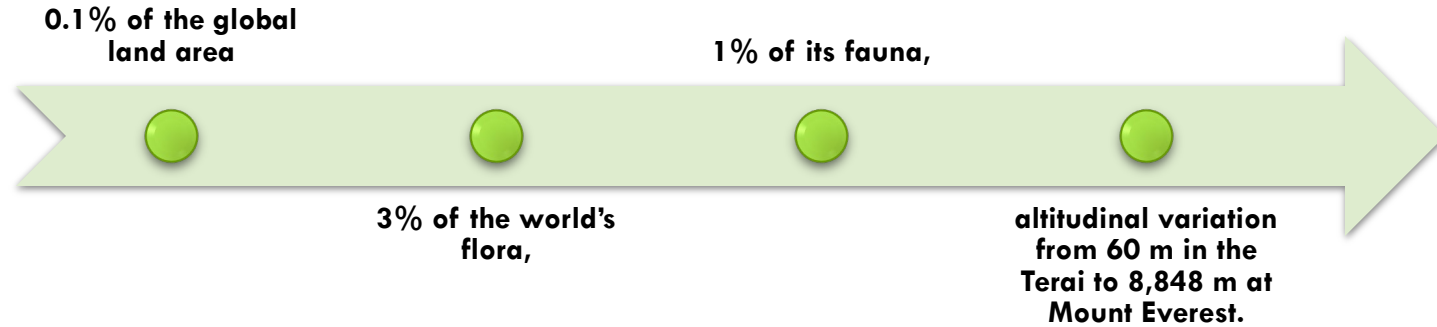 0.1% of the global
land area
3% of the world’s
flora,
1% of its fauna,
altitudinal variation
from 60 m in the
Terai to 8,848 m at
Mount Everest.